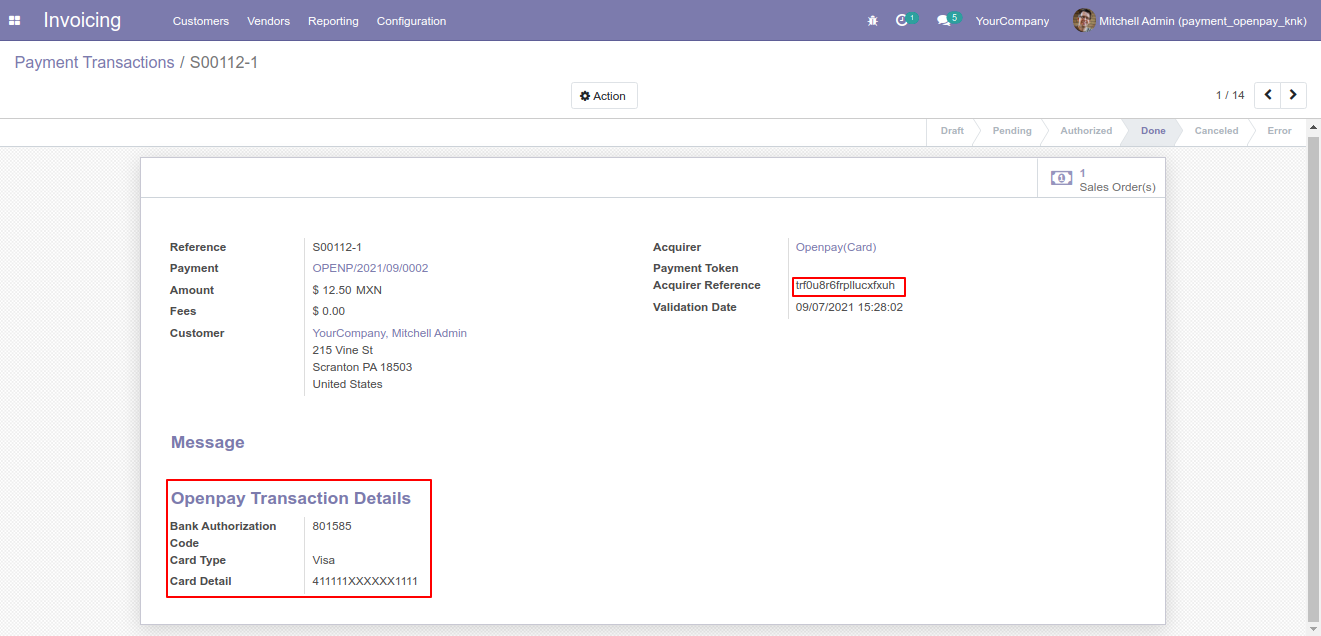 Invoicing Customers Vendors Reporting Configuration 1 5 YourCompany Mitchell Admin (payment_openpay_knk)
Payment Transactions / S00112-1
Action 1 / 14
Draft Pending Authorized Done Canceled Error
1
Sales Order(s)
Reference S00112-1
Payment OPENP/2021/09/0002
Amount $ 12.50 MXN
Fees $ 0.00
Customer YourCompany, Mitchell Admin
215 Vine St
Scranton PA 18503
United States
Acquirer Openpay(Card)
Payment Token
Acquirer Reference trf0u8r6frpllucxfxuh
Validation Date 09/07/2021 15:28:02
Message
Openpay Transaction Details
Bank Authorization 801585
Code
Card Type Visa
Card Detail 411111XXXXXX1111